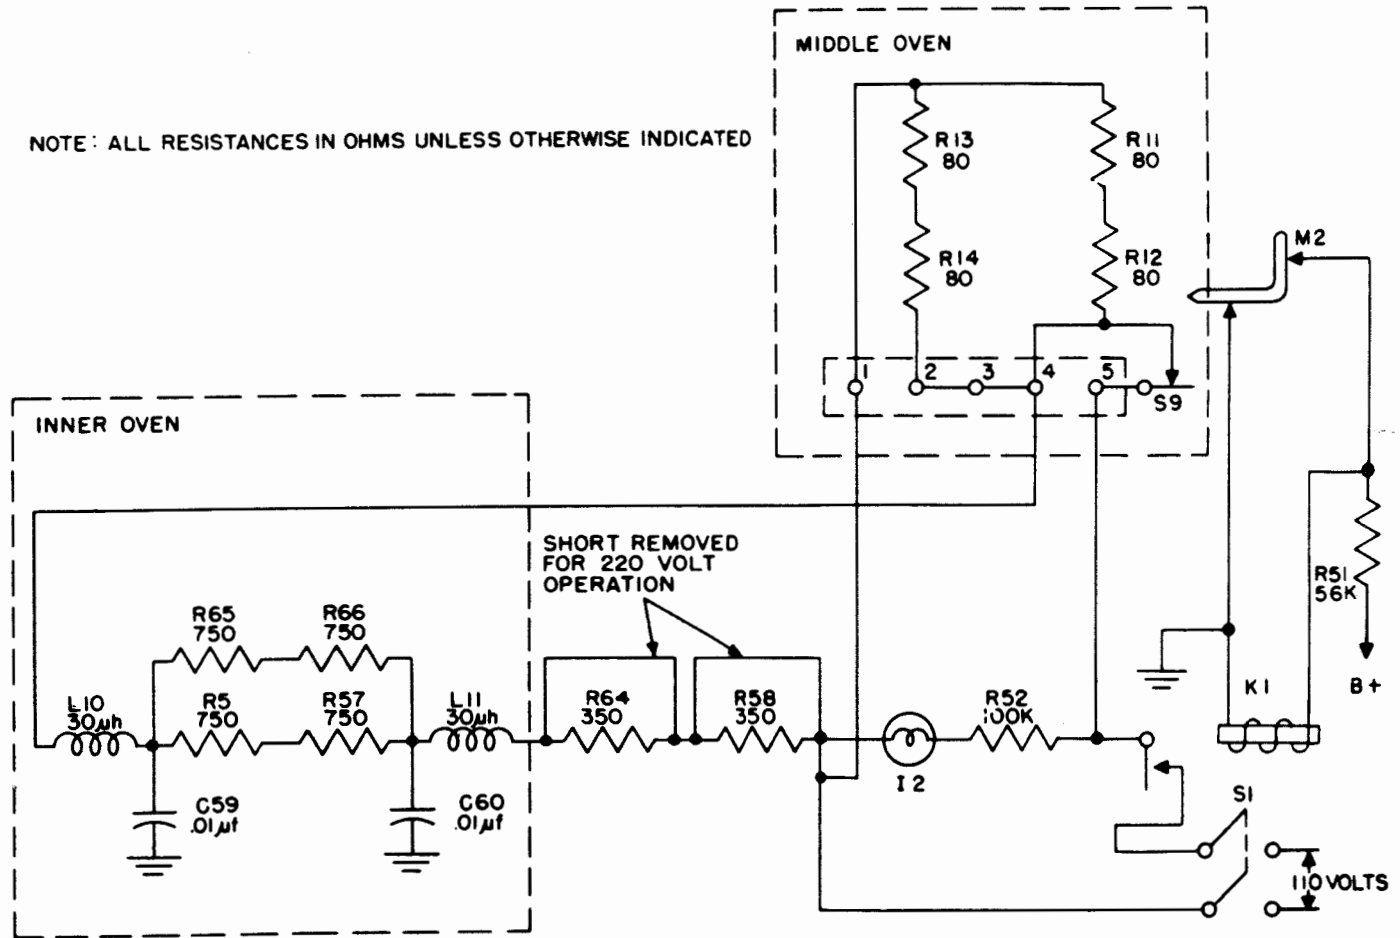 MIDDLE OVEN
NOTE: ALL RESISTANCES IN OHMS UNLESS OTHERWISE INDICATED
R13
80
R11
80
R14
80
R12
80
M2
1
2
3
4
5
S9
INNER OVEN
SHORT REMOVED
FOR 220 VOLT
OPERATION
R51
56K
B+
R65
750
R66
750
L10
30μh
R5
750
R57
750
L11
30μh
R64
350
R58
350
R52
100K
K1
I2
C59
.01μf
C60
.01μf
S1
110 VOLTS